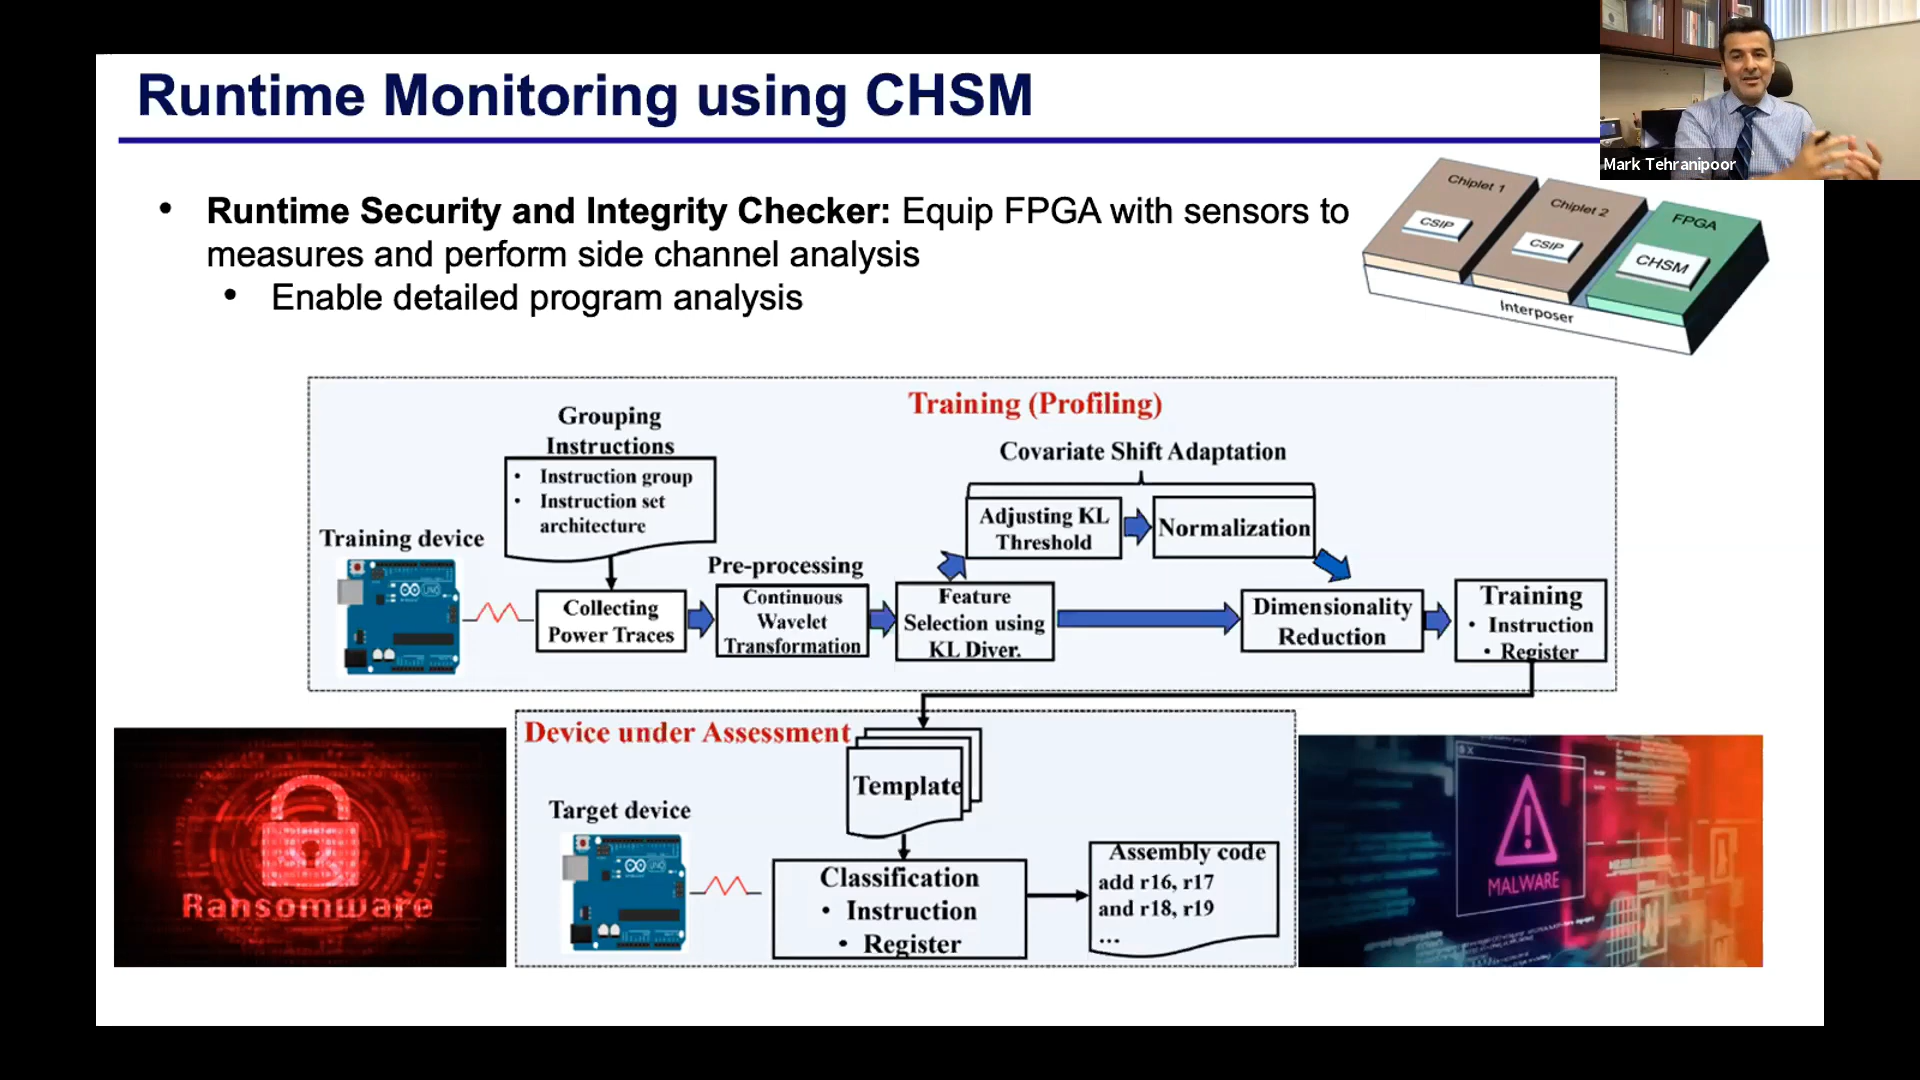 Runtime Monitoring using CHSM
Mark Tehranipoor
• Runtime Security and Integrity Checker: Equip FPGA with sensors to
measures and perform side channel analysis
• Enable detailed program analysis
Chiplet 1
CSIP
Chiplet 2
CSIP
FPGA
CHSM
Interposer
Training (Profiling)
Grouping
Instructions
• Instruction group
• Instruction set
architecture
Covariate Shift Adaptation
Adjusting KL
Threshold
Normalization
Training device
UNO
Collecting
Power Traces
Pre-processing
Continuous
Wavelet
Transformation
Feature
Selection using
KL Diver.
Dimensionality
Reduction
Training
• Instruction
• Register
Device under Assessment
Template
Target device
UNO
Classification
• Instruction
• Register
Assembly code
add r16, r17
and r18, r19
...
Ransomware
MALWARE